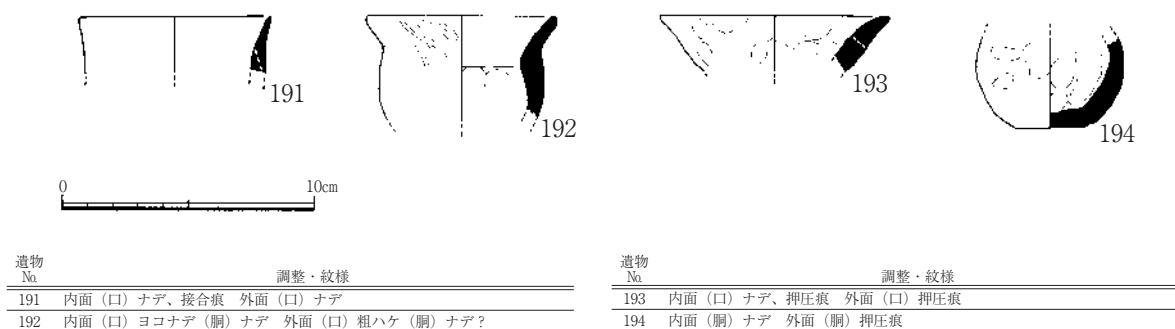 191
192
193
194
0 10cm
遺物
No. 調整・紋様
191 内面（口）ナデ、接合痕 外面（口）ナデ
192 内面（口）ヨコナデ（胴）ナデ 外面（口）粗ハケ（胴）ナデ？
遺物
No. 調整・紋様
193 内面（口）ナデ、押圧痕 外面（口）押圧痕
194 内面（胴）ナデ 外面（胴）押圧痕